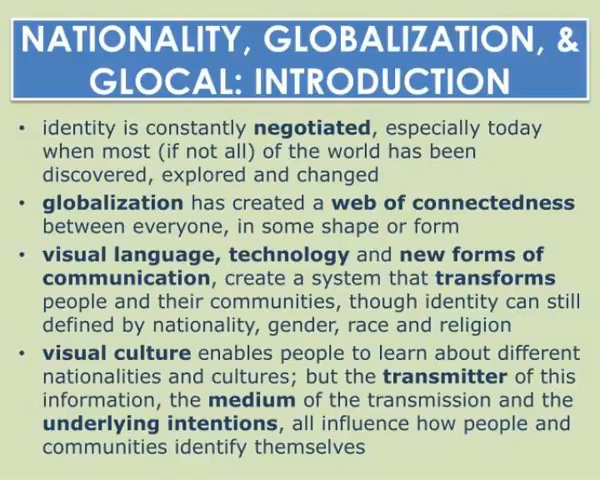 NATIONALITY, GLOBALIZATION, &
GLOCAL: INTRODUCTION
• identity is constantly negotiated, especially today
when most (if not all) of the world has been
discovered, explored and changed
• globalization has created a web of connectedness
between everyone, in some shape or form
• visual language, technology and new forms of
communication, create a system that transforms
people and their communities, though identity can still
defined by nationality, gender, race and religion
• visual culture enables people to learn about different
nationalities and cultures; but the transmitter of this
information, the medium of the transmission and the
underlying intentions, all influence how people and
communities identify themselves